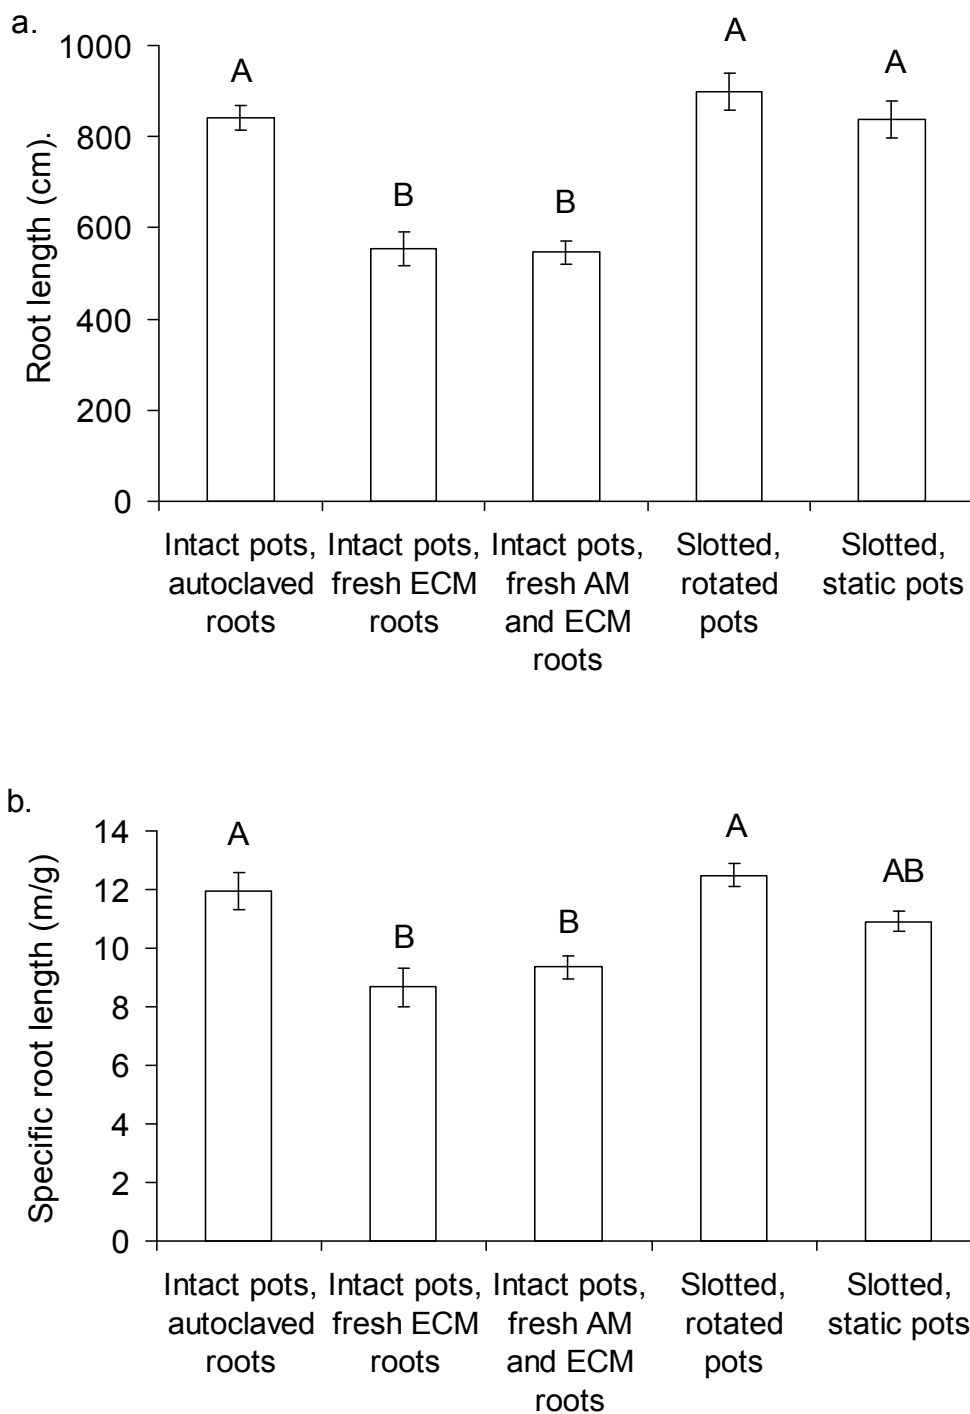 a.
Root length (cm).
1000
800
600
400
200
0
A
B
B
A
A
Intact pots,
autoclaved
roots
Intact pots,
fresh ECM
roots
Intact pots,
fresh AM
and ECM
roots
Slotted,
rotated
pots
Slotted,
static pots
b.
Specific root length (m/g)
14
12
10
8
6
4
2
0
A
B
B
A
AB
Intact pots,
autoclaved
roots
Intact pots,
fresh ECM
roots
Intact pots,
fresh AM
and ECM
roots
Slotted,
rotated
pots
Slotted,
static pots